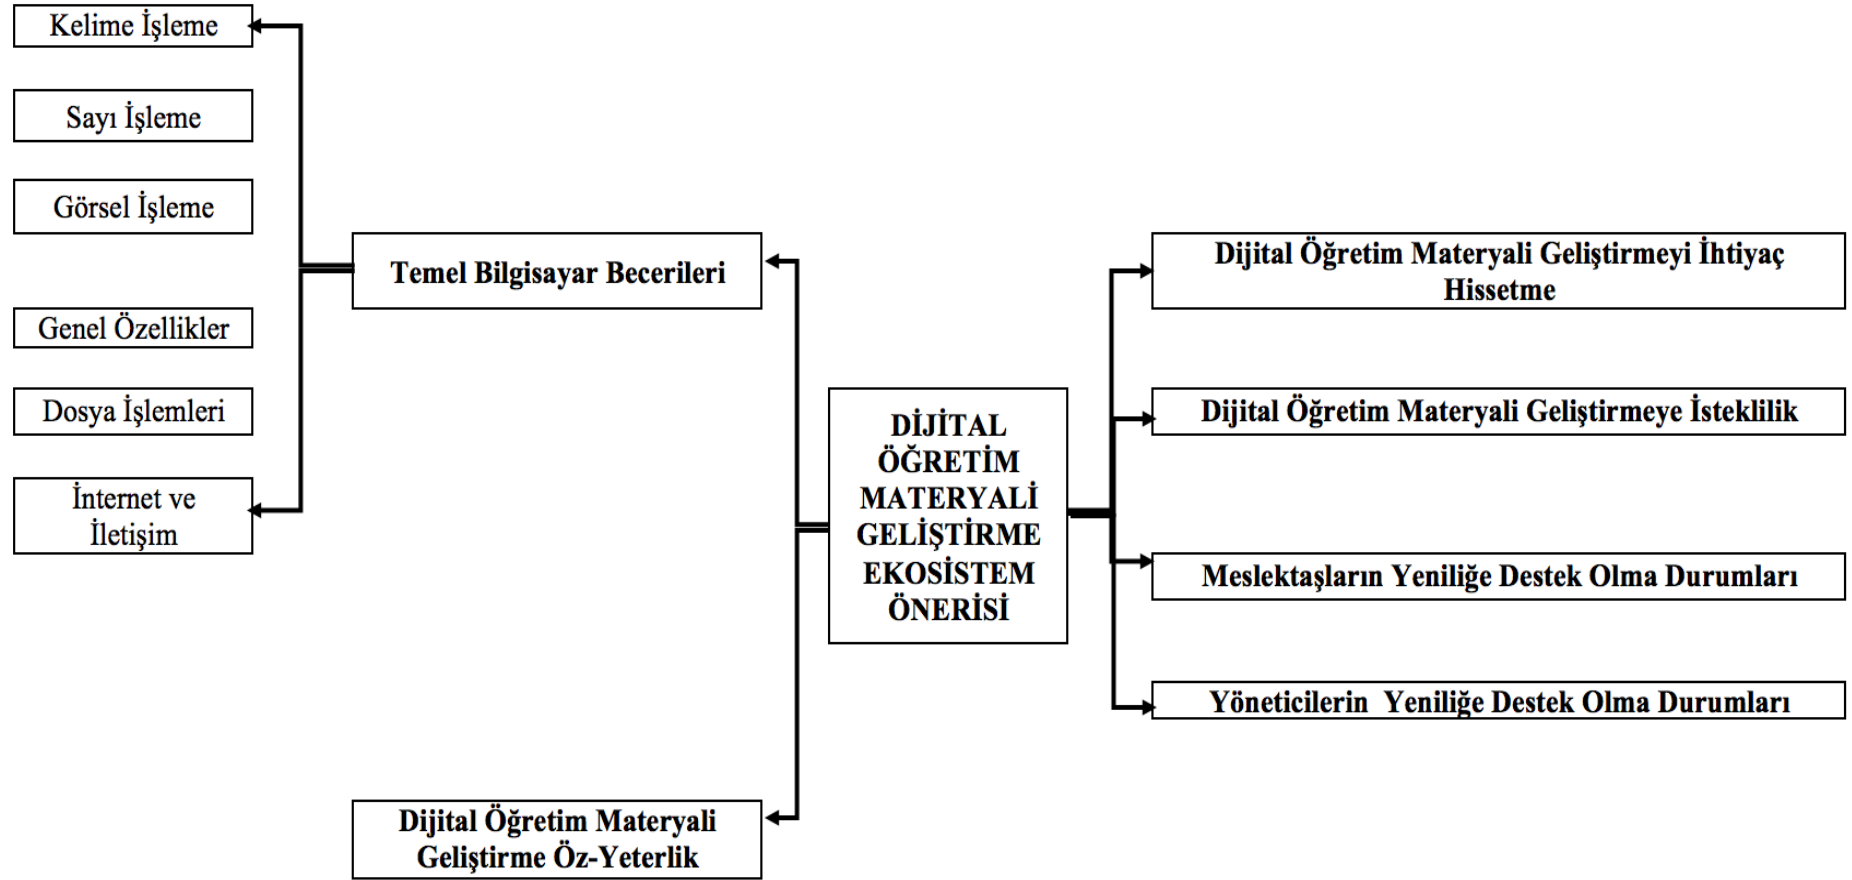 Kelime İşleme
Sayı İşleme
Görsel İşleme
Genel Özellikler
Dosya İşlemleri
İnternet ve
İletişim
Temel Bilgisayar Becerileri
Dijital Öğretim Materyali
Geliştirme Öz-Yeterlik
DİJİTAL
ÖĞRETİM
MATERYALİ
GELİŞTİRME
EKOSİSTEM
ÖNERİSİ
Dijital Öğretim Materyali Geliştirmeyi İhtiyaç
Hissetme
Dijital Öğretim Materyali Geliştirmeye İsteklilik
Meslektaşların Yeniliğe Destek Olma Durumları
Yöneticilerin  Yeniliğe Destek Olma Durumları